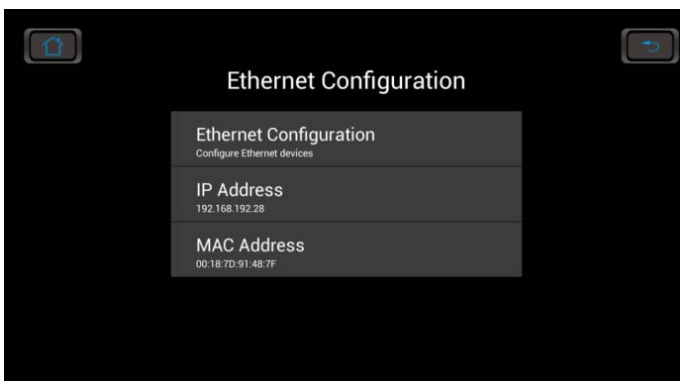 Ethernet Configuration
Ethernet Configuration
Configure Ethernet devices
IP Address
192.168.192.28
MAC Address
00:18:7D:91:48:7F